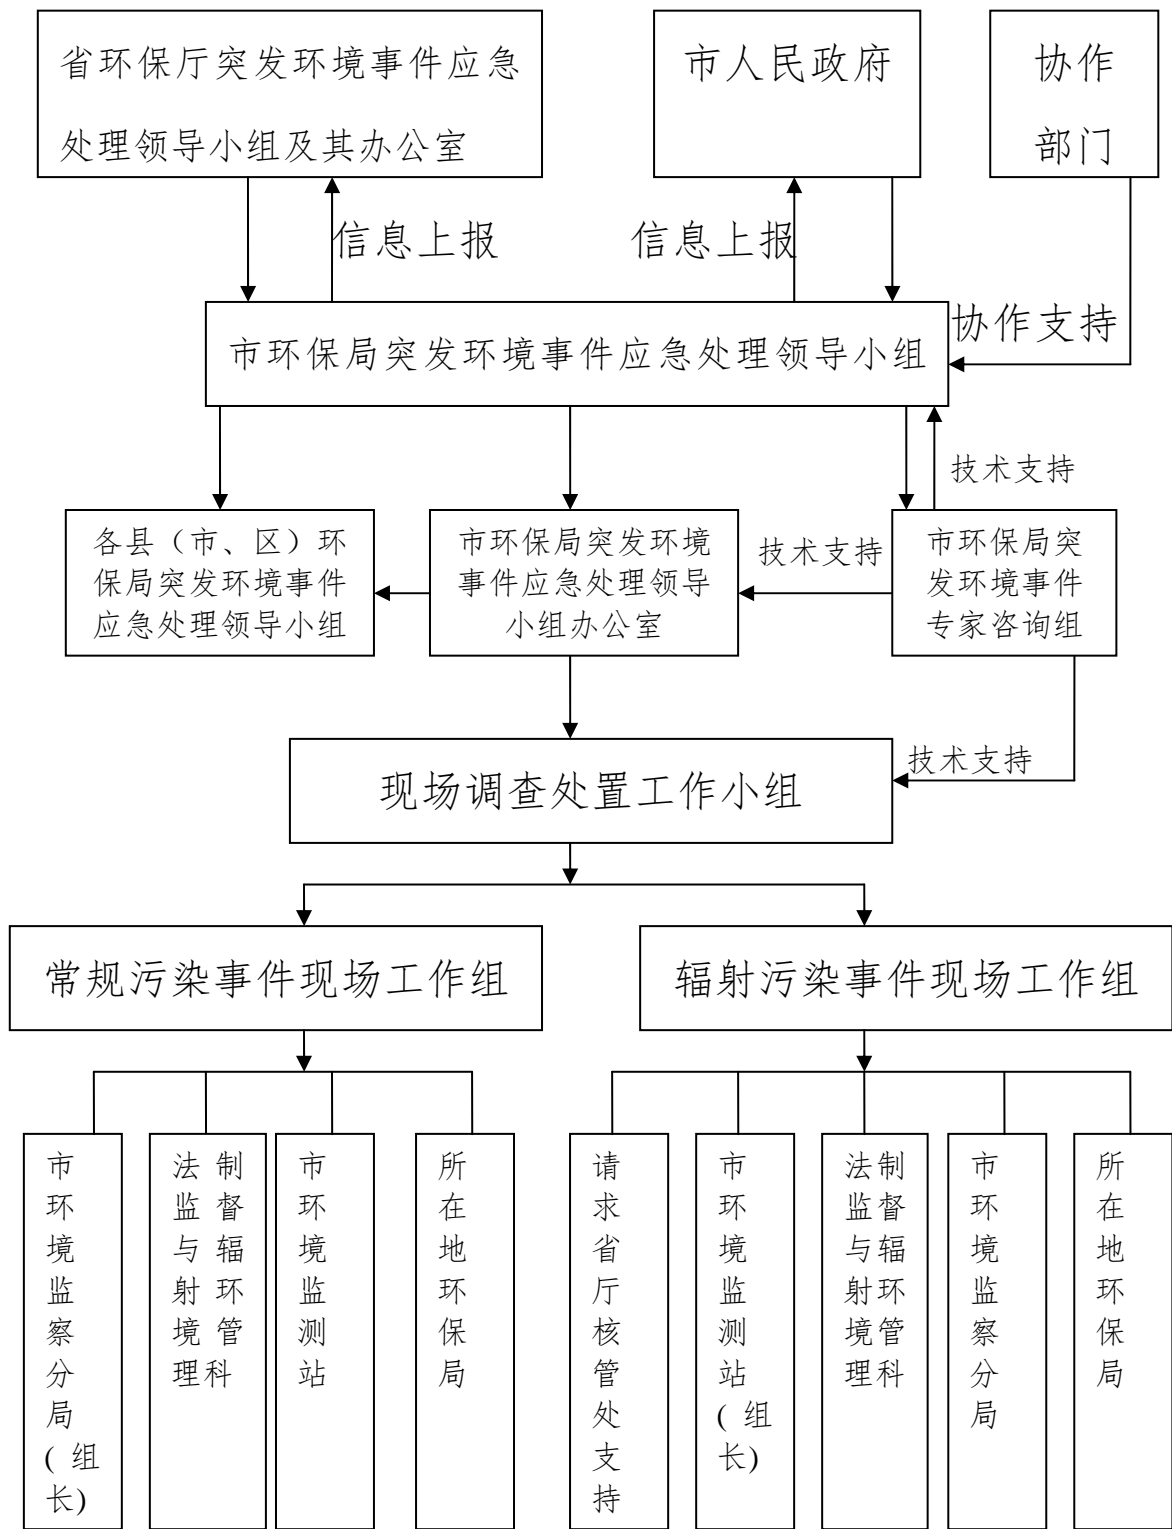 省环保厅突发环境事件应急
处理领导小组及其办公室
市人民政府
协作
部门
信息上报
信息上报
协作支持
市环保局突发环境事件应急处理领导小组
技术支持
各县（市、区）环
保局突发环境事件
应急处理领导小组
市环保局突发环境
事件应急处理领导
小组办公室
技术支持
市环保局突
发环境事件
专家咨询组
技术支持
现场调查处置工作小组
常规污染事件现场工作组
辐射污染事件现场工作组
市
环
境
监
察
分
局
(组
长)
法制
监督
与辐
射环
境管
理科
市
环
境
监
测
站
所
在
地
环
保
局
请
求
省
厅
核
管
处
支
持
市
环
境
监
测
站
(组
长)
法制
监督
与辐
射环
境管
理科
市
环
境
监
察
分
局
所
在
地
环
保
局